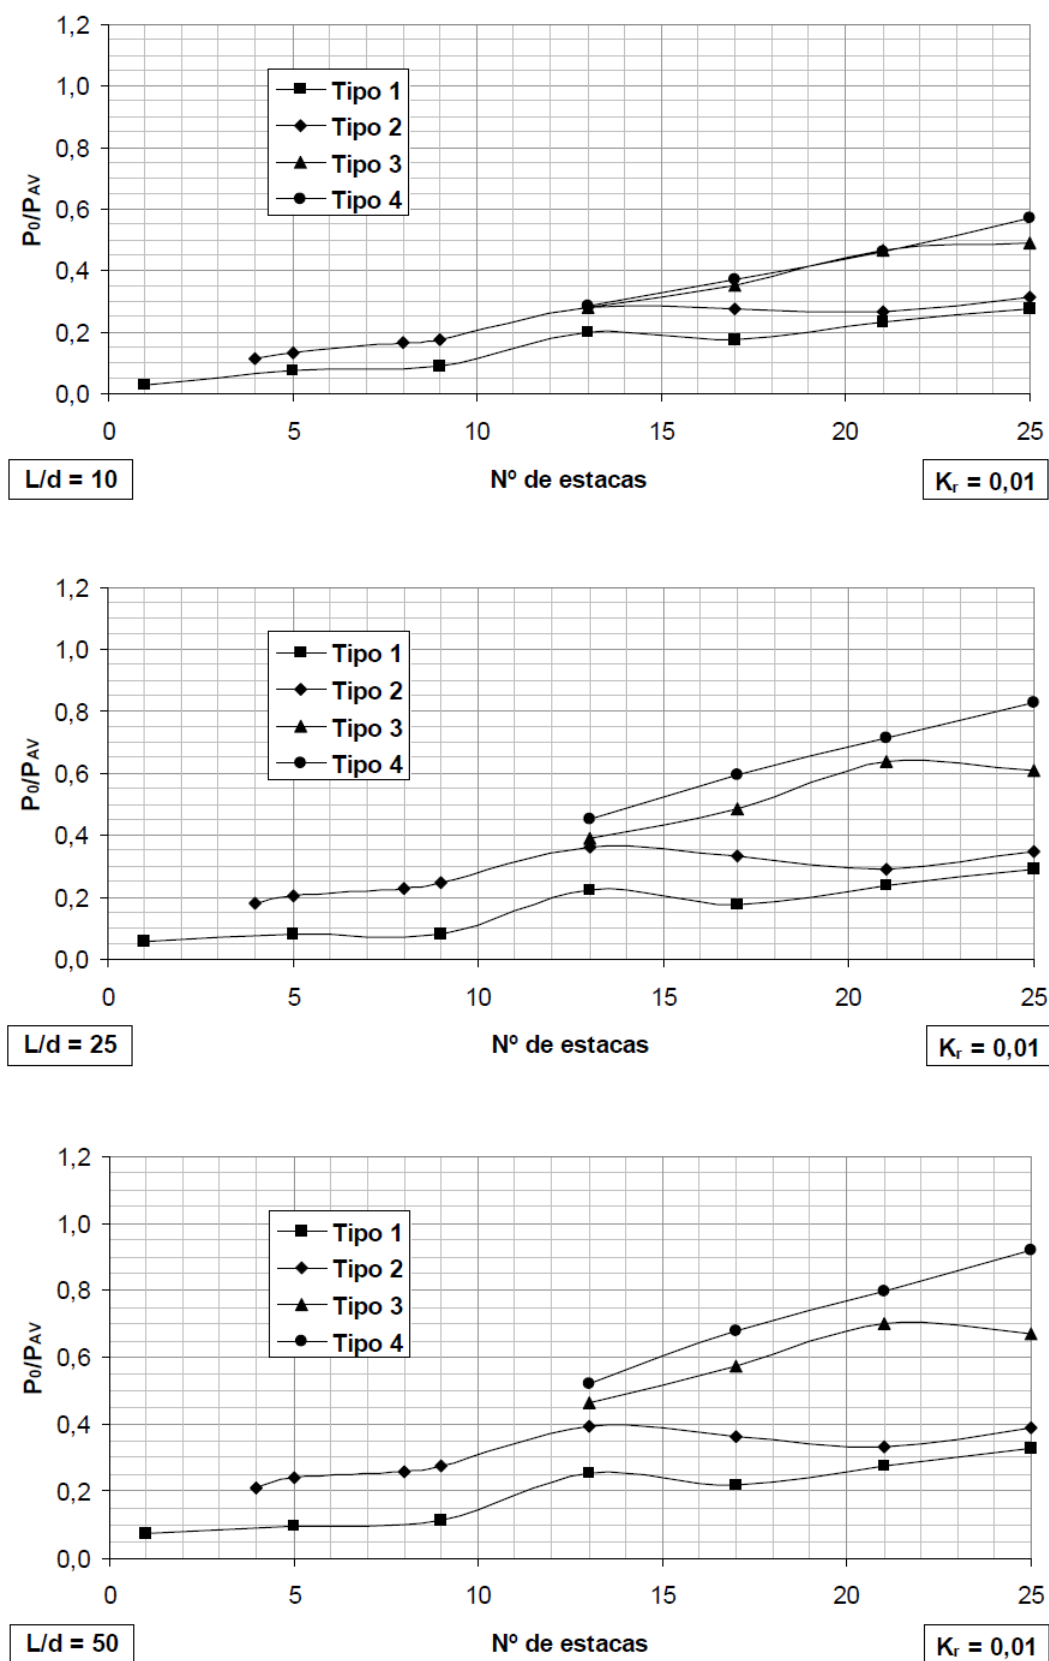 1,2
1,0
0,8
0,6
0,4
0,2
0,0
P₀/PAV
Tipo 1
Tipo 2
Tipo 3
Tipo 4
0 5 10 15 20 25
L/d = 10 Nº de estacas Kᵣ = 0,01
1,2
1,0
0,8
0,6
0,4
0,2
0,0
P₀/PAV
Tipo 1
Tipo 2
Tipo 3
Tipo 4
0 5 10 15 20 25
L/d = 25 Nº de estacas Kᵣ = 0,01
1,2
1,0
0,8
0,6
0,4
0,2
0,0
P₀/PAV
Tipo 1
Tipo 2
Tipo 3
Tipo 4
0 5 10 15 20 25
L/d = 50 Nº de estacas Kᵣ = 0,01